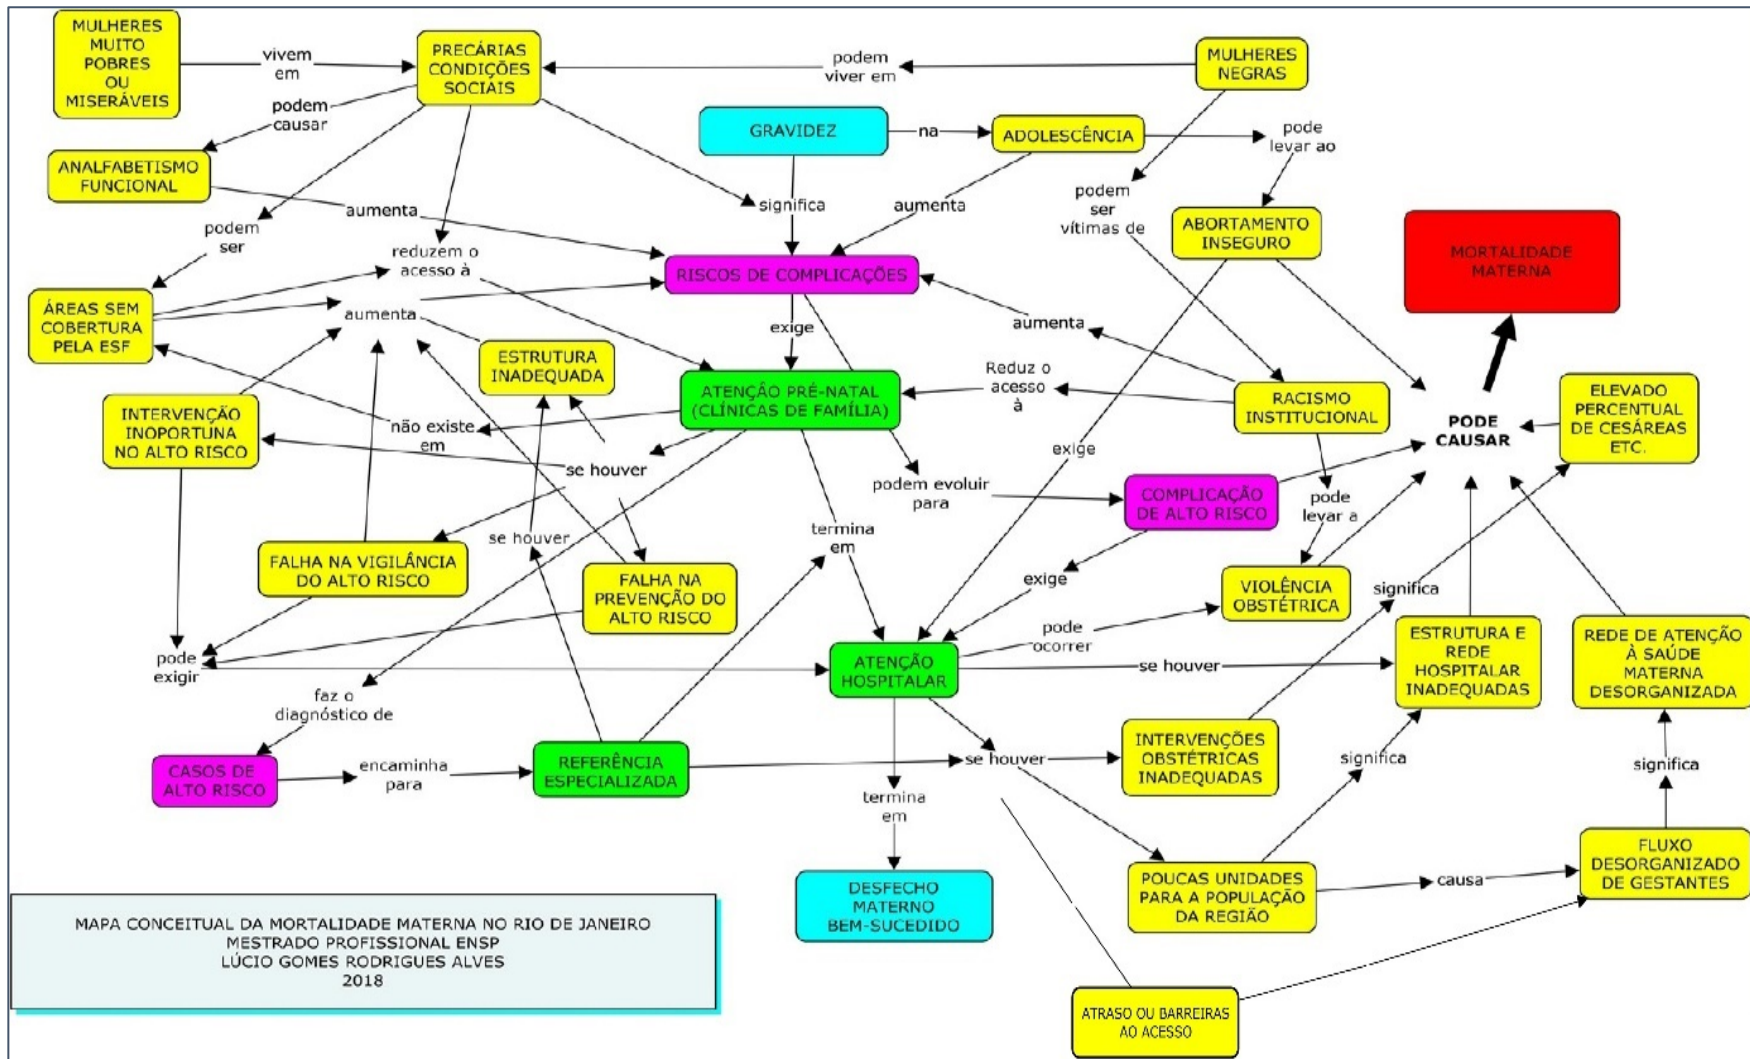 MULHERES
MUITO
POBRES
OU
MISERÁVEIS
vivem
em
PRECÁRIAS
CONDIÇÕES
SOCIAIS
podem
viver em
MULHERES
NEGRAS
podem
causar
GRAVIDEZ
na
ADOLESCÊNCIA
pode
levar ao
ANALFABETISMO
FUNCIONAL
aumenta
significa
aumenta
podem
ser
vítimas de
ABORTAMENTO
INSEGURO
MORTALIDADE
MATERNA
podem
ser
reduzem o
acesso à
RISCOS DE COMPLICAÇÕES
ÁREAS SEM
COBERTURA
PELA ESF
aumenta
exige
aumenta
ESTRUTURA
INADEQUADA
ATENÇÂO PRÉ-NATAL
(CLÍNICAS DE FAMÍLIA)
Reduz o
acesso
à
RACISMO
INSTITUCIONAL
PODE
CAUSAR
ELEVADO
PERCENTUAL
DE CESÁREAS
ETC.
INTERVENÇÃO
INOPORTUNA
NO ALTO RISCO
não existe
em
se houver
exige
podem evoluir
para
COMPLICAÇÃO
DE ALTO RISCO
pode
levar a
se houver
termina
em
FALHA NA VIGILÂNCIA
DO ALTO RISCO
FALHA NA
PREVENÇÃO DO
ALTO RISCO
exige
VIOLÊNCIA
OBSTÉTRICA
significa
pode
exigir
ATENÇÃO
HOSPITALAR
pode
ocorrer
se houver
ESTRUTURA E
REDE
HOSPITALAR
INADEQUADAS
REDE DE ATENÇÃO
À SAÚDE
MATERNA
DESORGANIZADA
faz o
diagnóstico de
CASOS DE
ALTO RISCO
encaminha
para
REFERÊNCIA
ESPECIALIZADA
se houver
INTERVENÇÕES
OBSTÉTRICAS
INADEQUADAS
significa
significa
termina
em
DESFECHO
MATERNO
BEM-SUCEDIDO
POUCAS UNIDADES
PARA A POPULAÇÃO
DA REGIÃO
causa
FLUXO
DESORGANIZADO
DE GESTANTES
MAPA CONCEITUAL DA MORTALIDADE MATERNA NO RIO DE JANEIRO
MESTRADO PROFISSIONAL ENSP
LÚCIO GOMES RODRIGUES ALVES
2018
ATRASO OU BARREIRAS
AO ACESSO